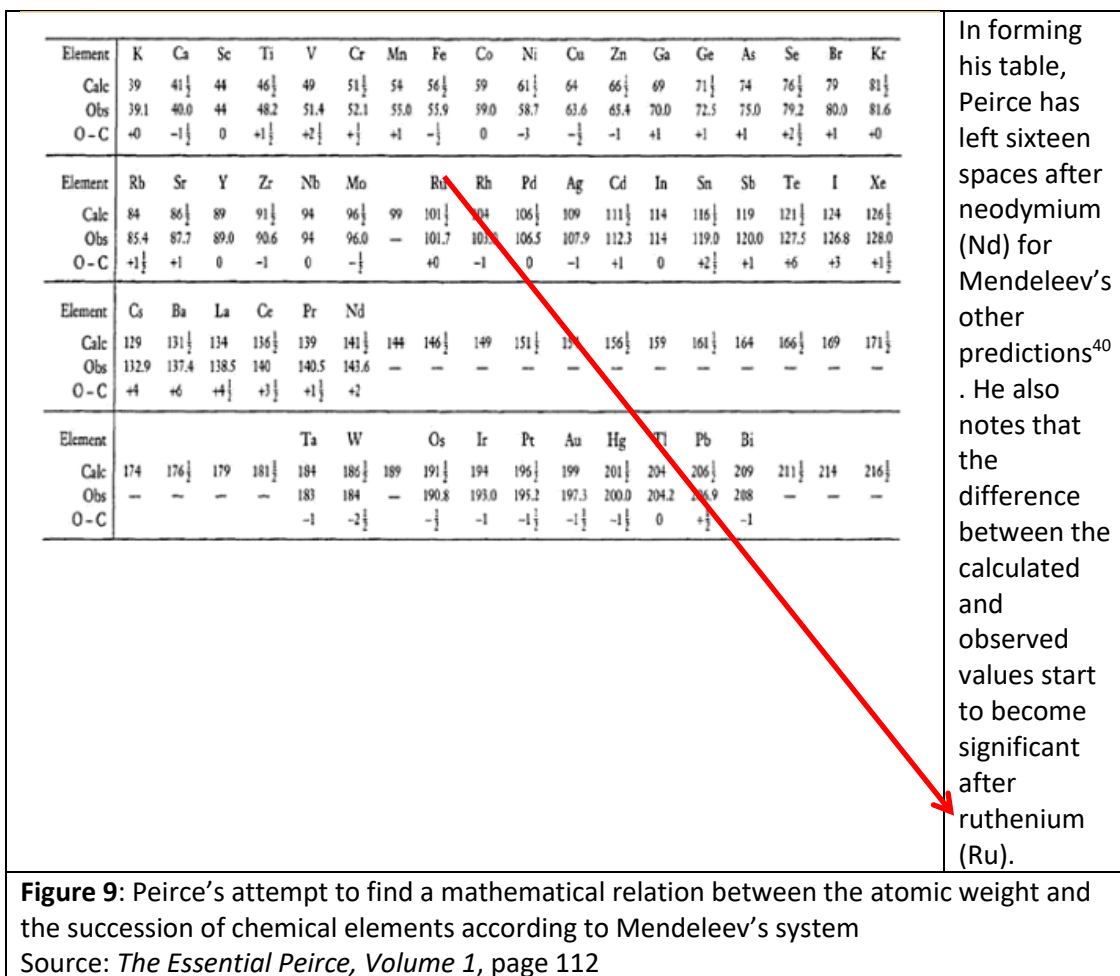 Element K Ca Sc Ti V Cr Mn Fe Co Ni Cu Zn Ga Ge As Se Br Kr
Calc 39 41½ 44 46½ 49 51½ 54 56½ 59 61½ 64 66½ 69 71½ 74 76½ 79 81½
Obs 39.1 40.0 44 48.2 51.4 52.1 55.0 55.9 59.0 58.7 63.6 65.4 70.0 72.5 75.0 79.2 80.0 81.6
O – C +0 –1½ 0 +1½ +2½ +½ +1 –½ 0 –3 –½ –1 +1 +1 +1 +2½ +1 +0
Element Rb Sr Y Zr Nb Mo Ru Rh Pd Ag Cd In Sn Sb Te I Xe
Calc 84 86½ 89 91½ 94 96½ 99 101½ 104 106½ 109 111½ 114 116½ 119 121½ 124 126½
Obs 85.4 87.7 89.0 90.6 94 96.0 — 101.7 106.5 107.9 112.3 114 119.0 120.0 127.5 126.8 128.0
O – C +1½ +1 0 –1 0 –½ +0 –1 0 –1 +1 0 +2½ +1 +6 +3 +1½
Element Cs Ba La Ce Pr Nd
Calc 129 131½ 134 136½ 139 141½ 144 146½ 149 151½ 156½ 159 161½ 164 166½ 169 171½
Obs 132.9 137.4 138.5 140 140.5 143.6 — — — — — — — — — — — —
O – C +4 +6 +4½ +3½ +1½ +2
Element Ta W Os Ir Pt Au Hg Tl Pb Bi
Calc 174 176½ 179 181½ 184 186½ 189 191½ 194 196½ 199 201½ 204 206½ 209 211½ 214 216½
Obs — — — — 183 184 — 190.8 193.0 195.2 197.3 200.0 204.2 206.9 208 — — —
O – C –1 –2½ –½ –1 –1½ –1½ –1½ 0 +½ –1
In forming
his table,
Peirce has
left sixteen
spaces after
neodymium
(Nd) for
Mendeleev's
other
predictions⁴⁰
. He also
notes that
the
difference
between the
calculated
and
observed
values start
to become
significant
after
ruthenium
(Ru).
Figure 9: Peirce's attempt to find a mathematical relation between the atomic weight and
the succession of chemical elements according to Mendeleev's system
Source: The Essential Peirce, Volume 1, page 112